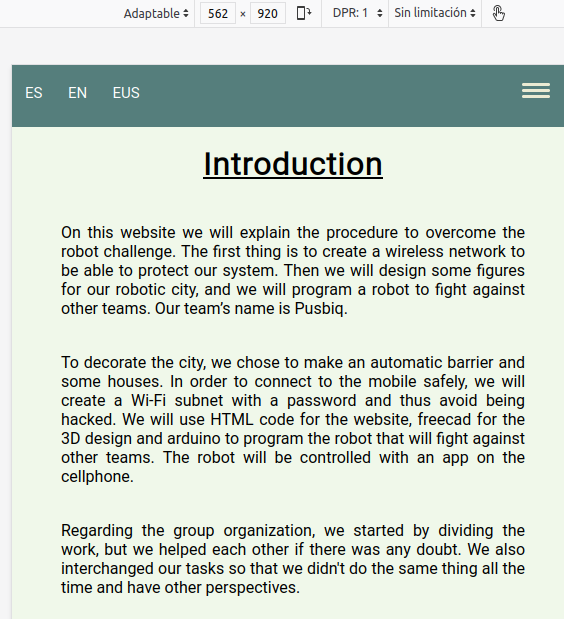 Adaptable 562 × 920 DPR: 1 Sin limitación
ES EN EUS
Introduction
On this website we will explain the procedure to overcome the
robot challenge. The first thing is to create a wireless network to
be able to protect our system. Then we will design some figures
for our robotic city, and we will program a robot to fight against
other teams. Our team’s name is Pusbiq.
To decorate the city, we chose to make an automatic barrier and
some houses. In order to connect to the mobile safely, we will
create a Wi-Fi subnet with a password and thus avoid being
hacked. We will use HTML code for the website, freecad for the
3D design and arduino to program the robot that will fight against
other teams. The robot will be controlled with an app on the
cellphone.
Regarding the group organization, we started by dividing the
work, but we helped each other if there was any doubt. We also
interchanged our tasks so that we didn't do the same thing all the
time and have other perspectives.